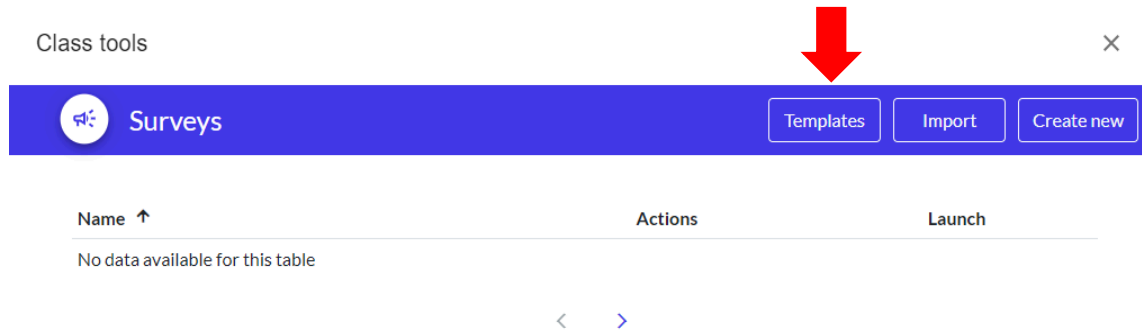 Class tools
Surveys
Templates
Import
Create new
Name
Actions
Launch
No data available for this table